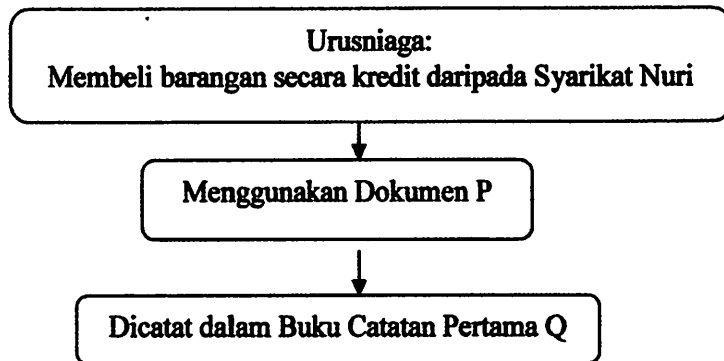 Urusniaga:
Membeli barangan secara kredit daripada Syarikat Nuri
Menggunakan Dokumen P
Dicatat dalam Buku Catatan Pertama Q